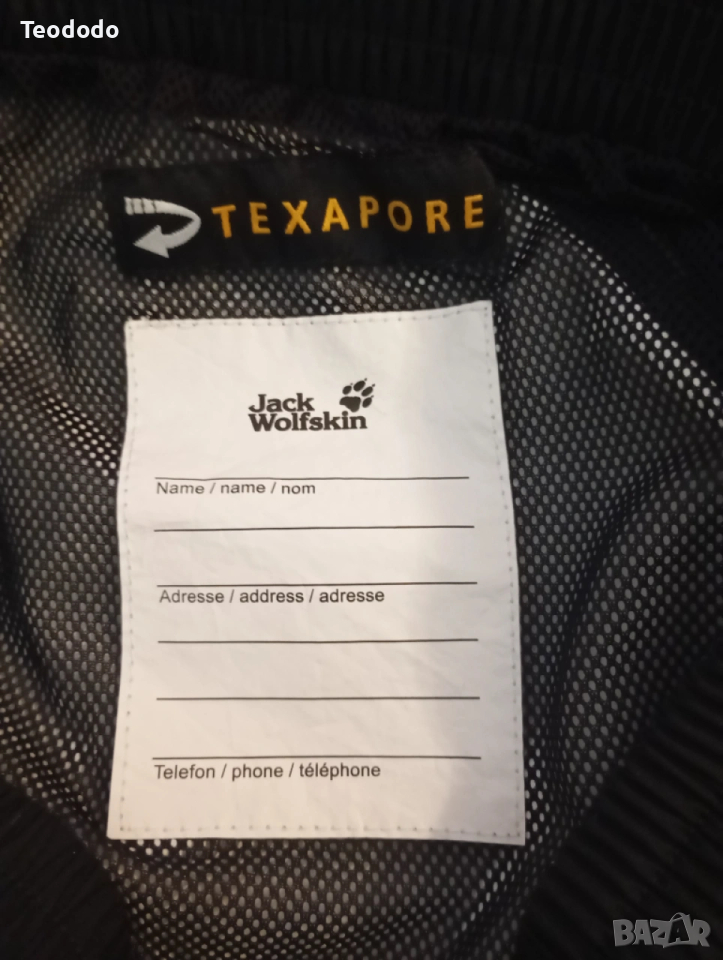 Teododo
TEXAPORE
Jack
Wolfskin
Name / name / nom
Adresse / address / adresse
Telefon / phone / téléphone
BAZAR